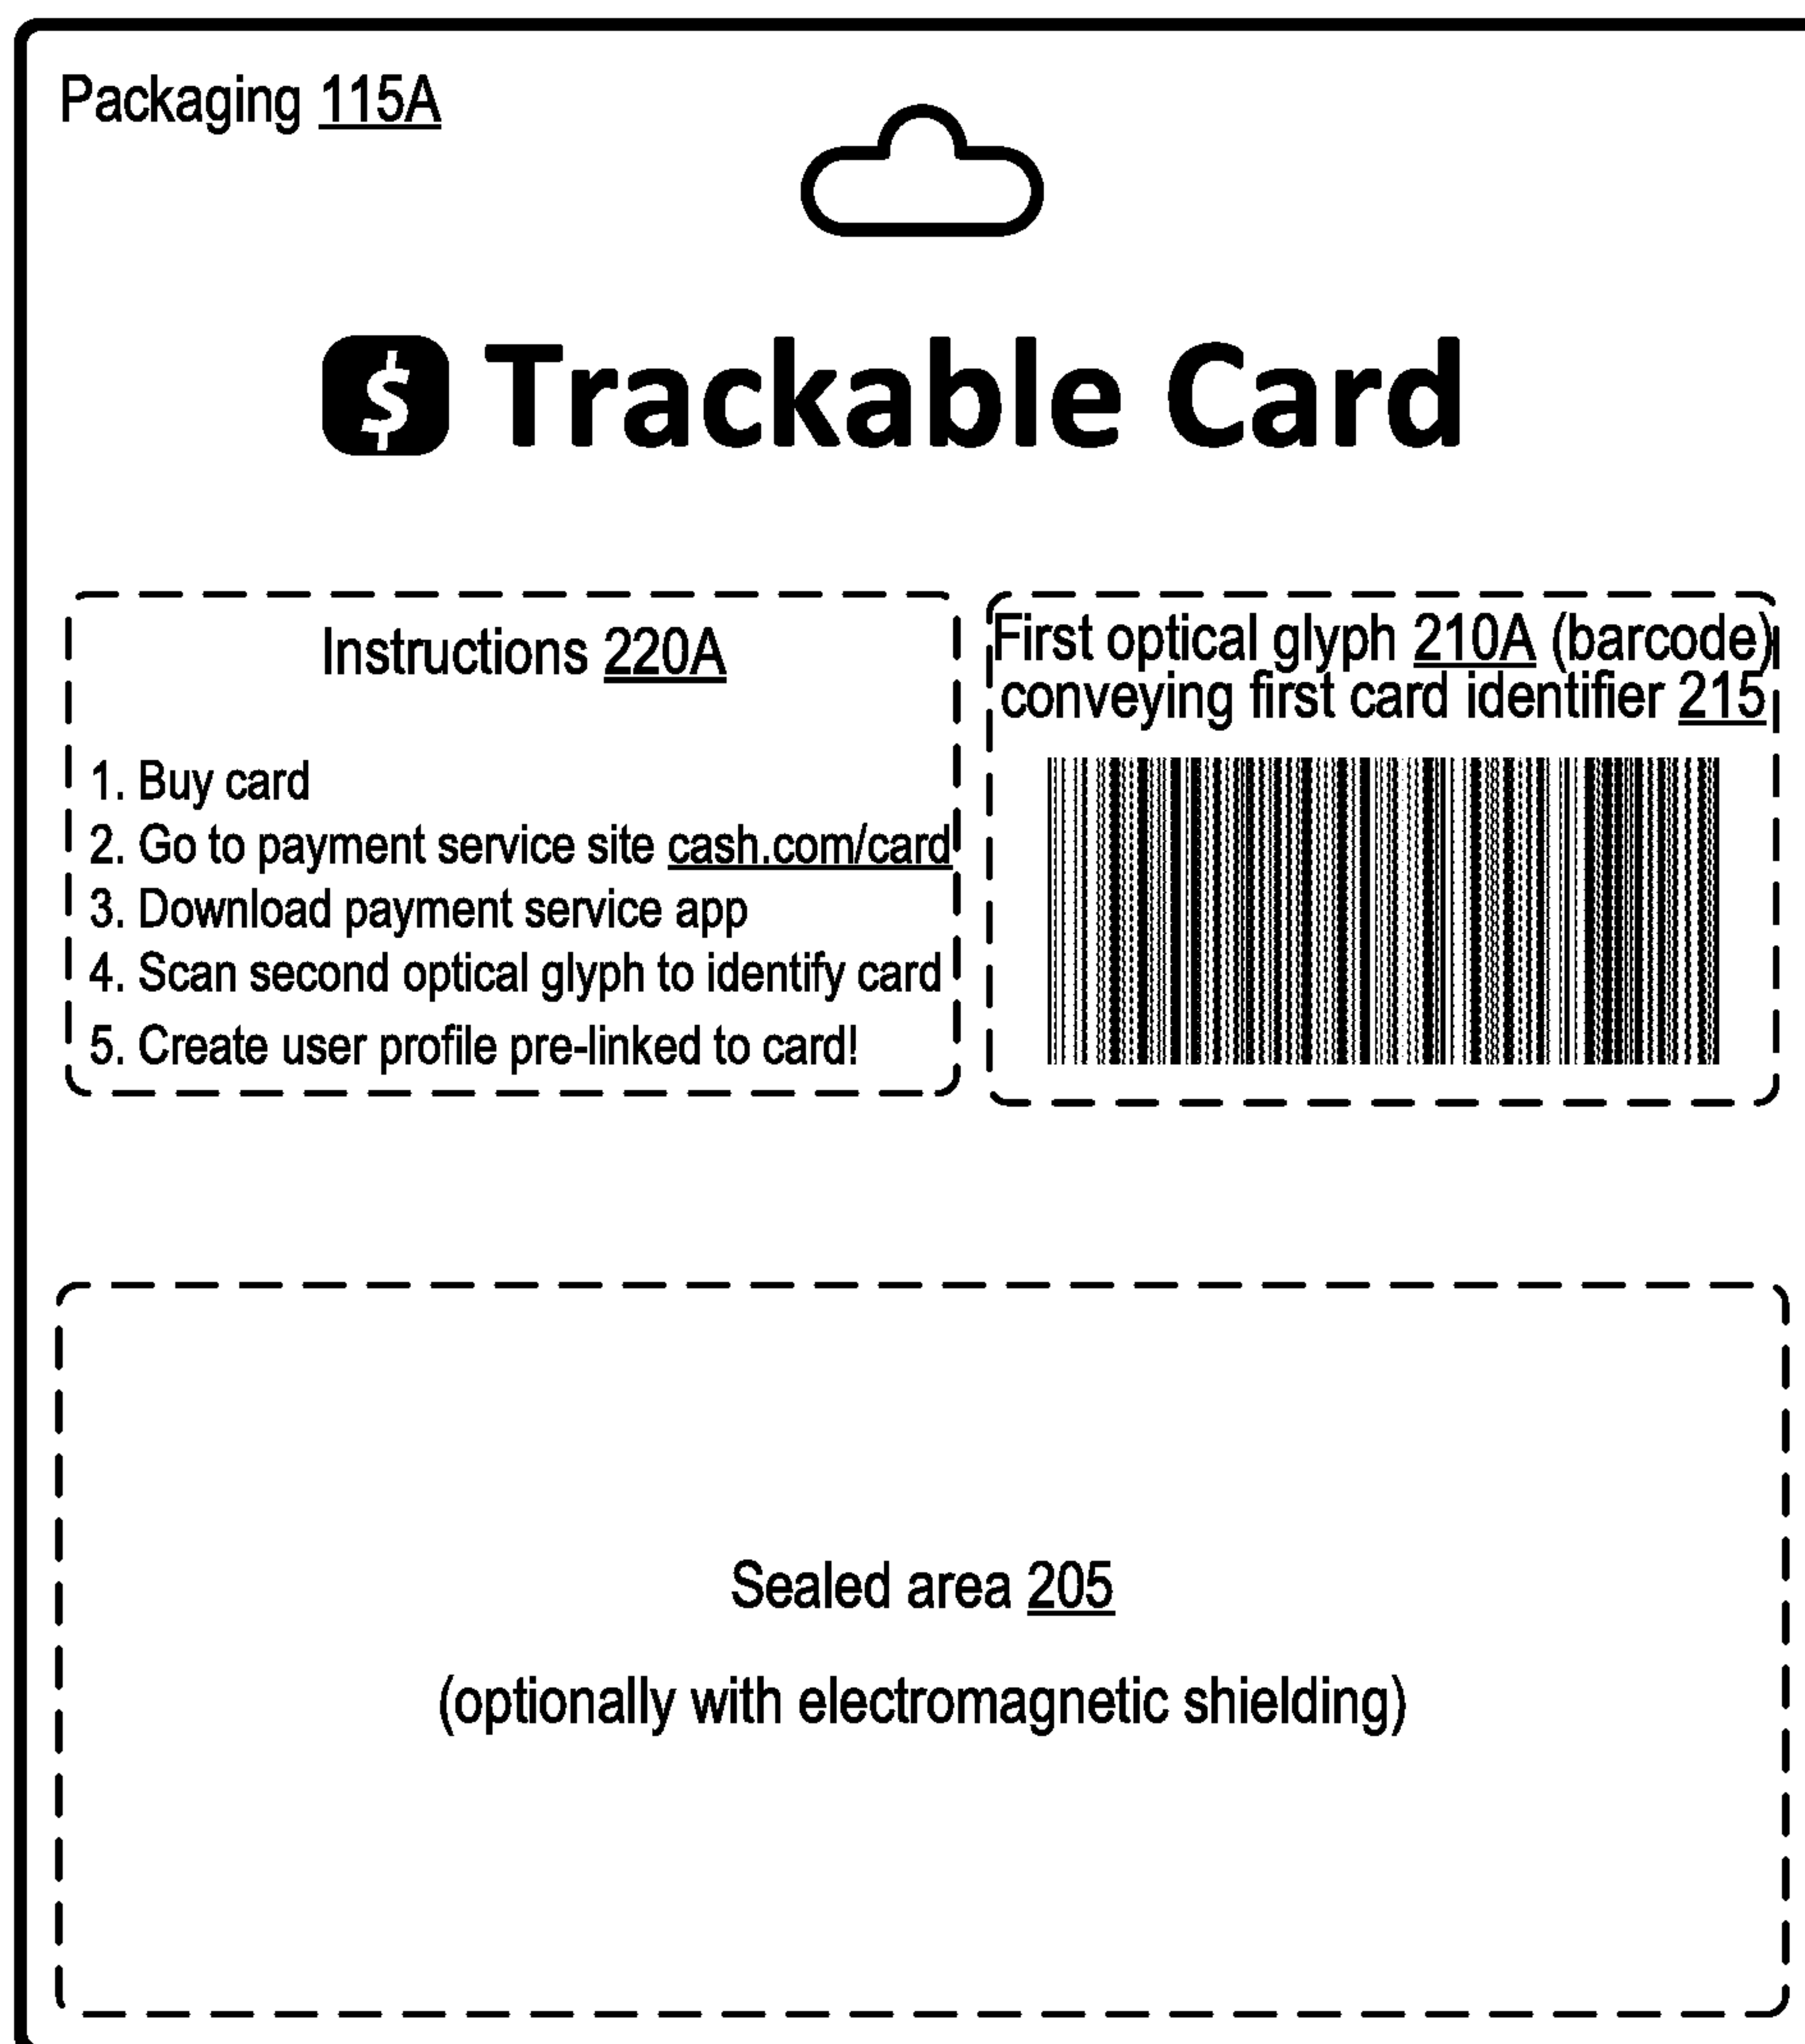 Packaging 115A
$ Trackable Card
Instructions 220A
1. Buy card
2. Go to payment service site cash.com/card
3. Download payment service app
4. Scan second optical glyph to identify card
5. Create user profile pre-linked to card!
First optical glyph 210A (barcode)
conveying first card identifier 215
Sealed area 205
(optionally with electromagnetic shielding)